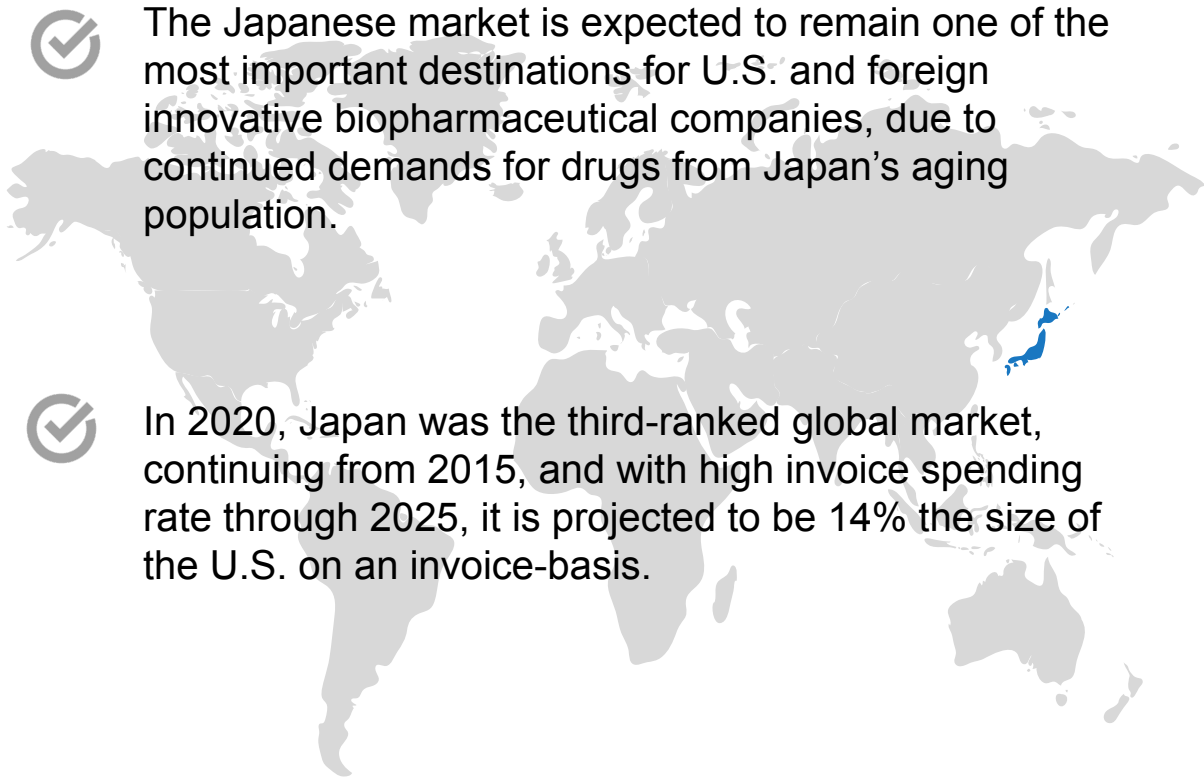 The Japanese market is expected to remain one of the
most important destinations for U.S. and foreign
innovative biopharmaceutical companies, due to
continued demands for drugs from Japan’s aging
population.
In 2020, Japan was the third-ranked global market,
continuing from 2015, and with high invoice spending
rate through 2025, it is projected to be 14% the size of
the U.S. on an invoice-basis.